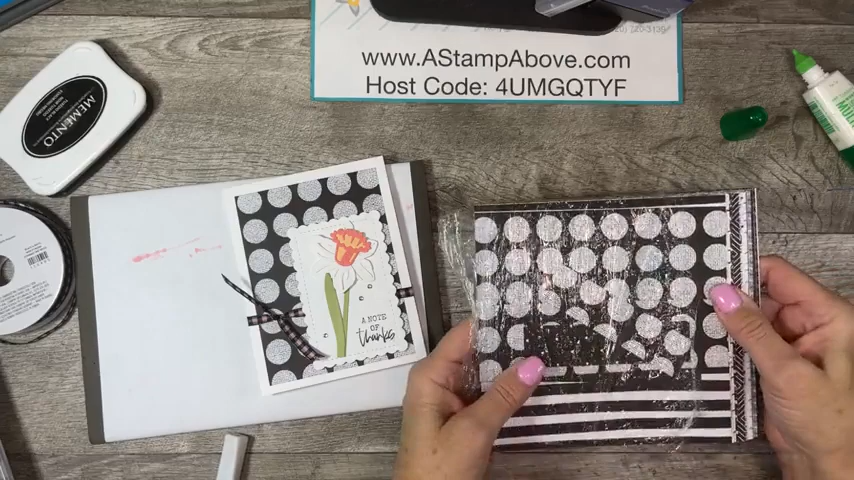 www.AStampAbove.com
Host Code: 4UMGQTYF
MEMENTO
A NOTE
OF
thanks